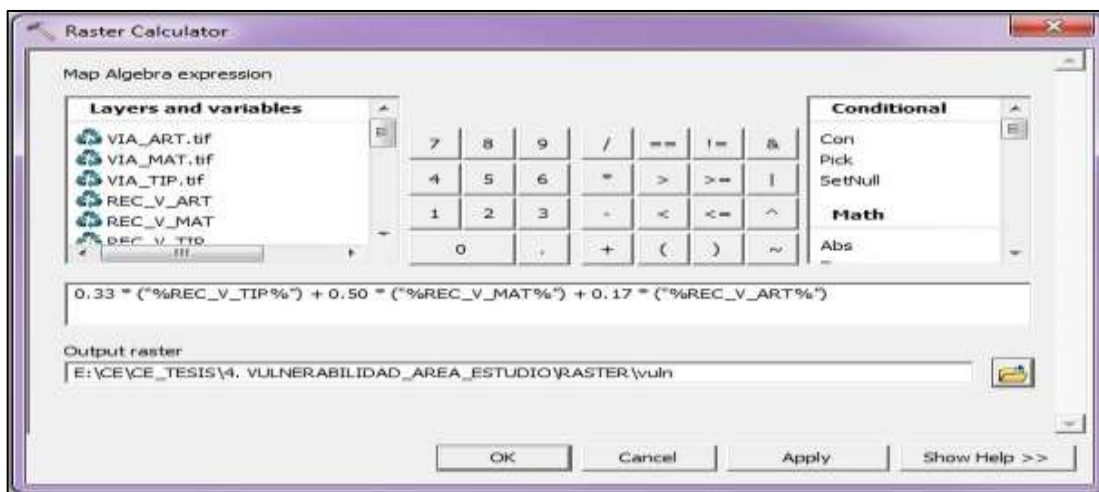 Raster Calculator
Map Algebra expression
Layers and variables
VIA_ART.tif
VIA_MAT.tif
VIA_TIP.tif
REC_V_ART
REC_V_MAT
REC_V_TIP
7 8 9 / == != &
4 5 6 * > >= |
1 2 3 - < <= ^
0 . + ( ) ~
Conditional
Con
Pick
SetNull
Math
Abs
0.33 * ("%REC_V_TIP%") + 0.50 * ("%REC_V_MAT%") + 0.17 * ("%REC_V_ART%")
Output raster
E:\CE\CE_TESIS\4. VULNERABILIDAD_AREA_ESTUDIO\RASTER\vuln
OK Cancel Apply Show Help >>